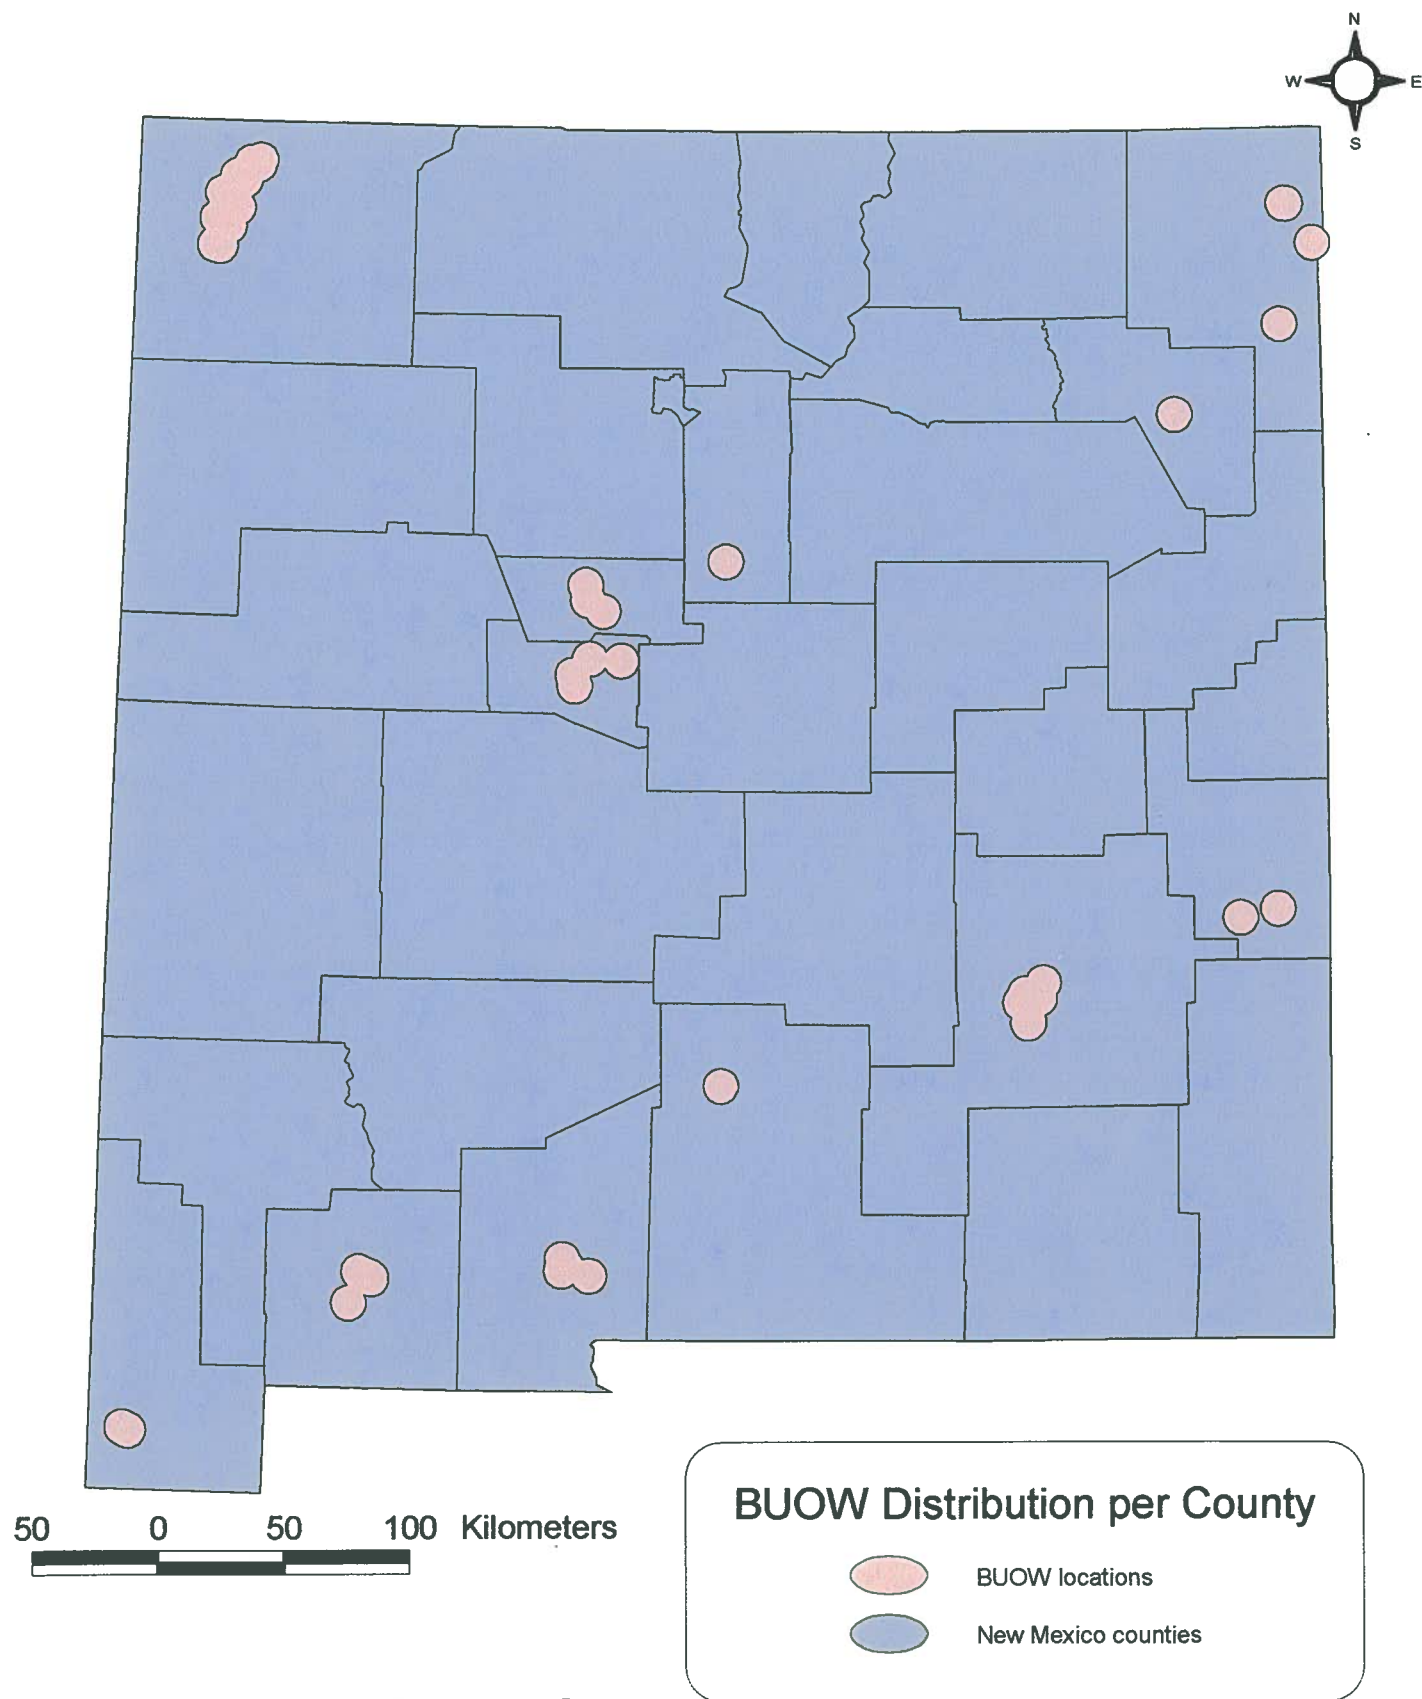 N
W E
S
50 0 50 100 Kilometers
BUOW Distribution per County
BUOW locations
New Mexico counties